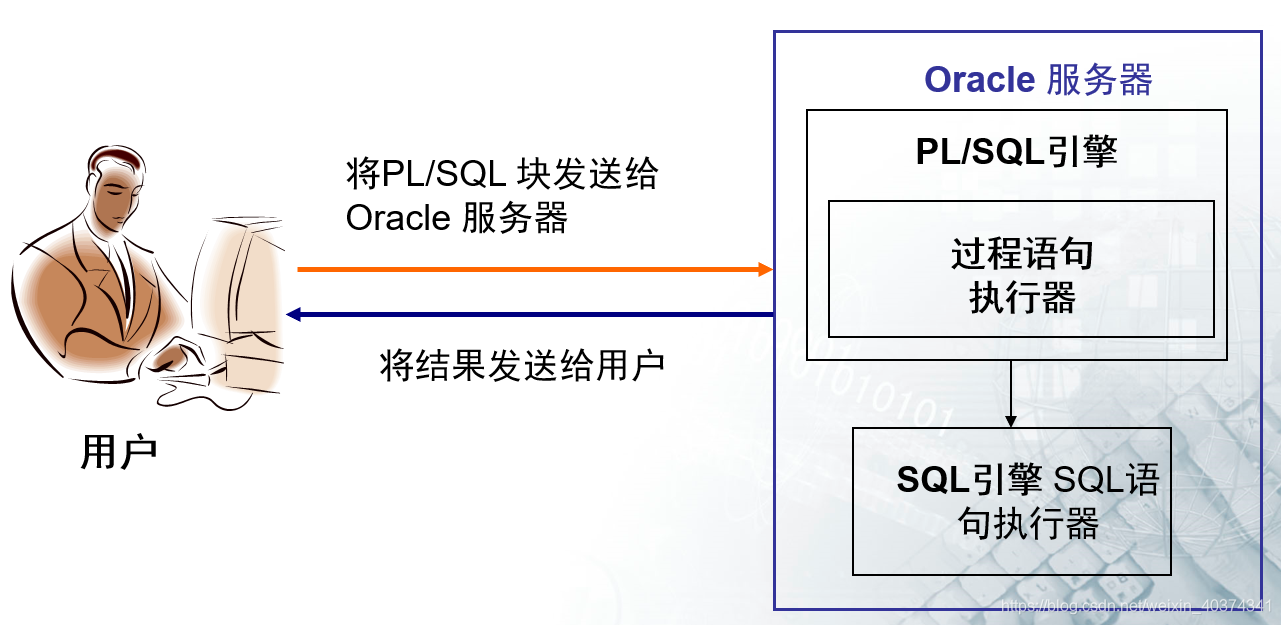 Oracle 服务器
PL/SQL引擎
将PL/SQL 块发送给
Oracle 服务器
过程语句
执行器
将结果发送给用户
用户
SQL引擎 SQL语
句执行器
01010101
https://blog.csdn.net/weixin_40374341